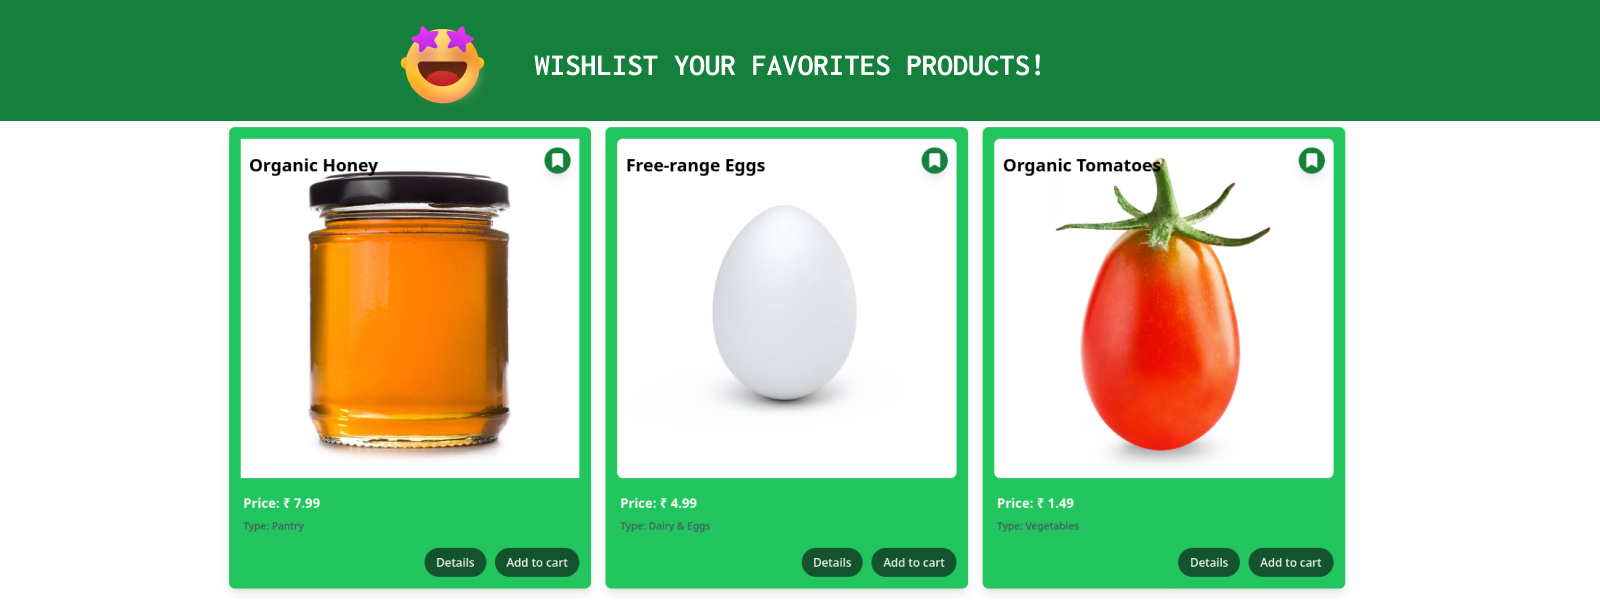 WISHLIST YOUR FAVORITES PRODUCTS!
Organic Honey
Price: ₹ 7.99
Type: Pantry
Details
Add to cart
Free-range Eggs
Price: ₹ 4.99
Type: Dairy & Eggs
Details
Add to cart
Organic Tomatoes
Price: ₹ 1.49
Type: Vegetables
Details
Add to cart